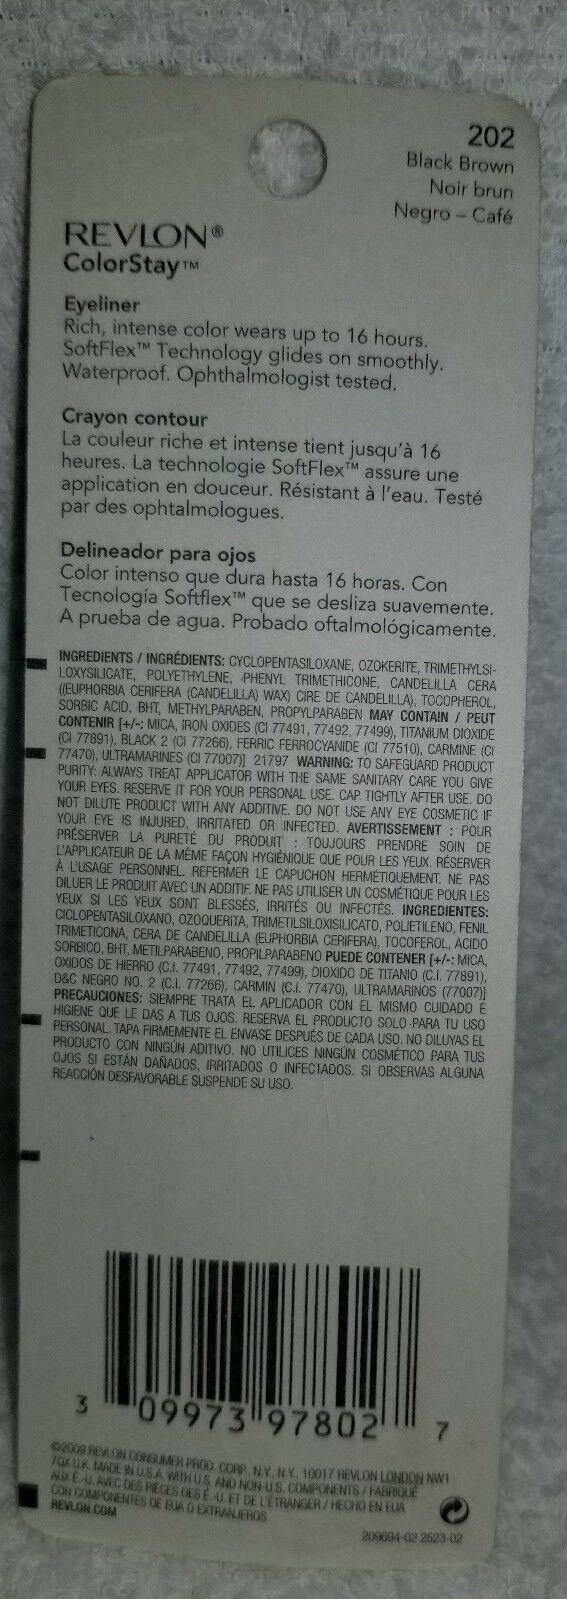 202
Black Brown
Noir brun
Negro – Café
REVLON®
ColorStay™
Eyeliner
Rich, intense color wears up to 16 hours.
SoftFlex™ Technology glides on smoothly.
Waterproof. Ophthalmologist tested.
Crayon contour
La couleur riche et intense tient jusqu'à 16
heures. La technologie SoftFlex™ assure une
application en douceur. Résistant à l'eau. Testé
par des ophtalmologues.
Delineador para ojos
Color intenso que dura hasta 16 horas. Con
Tecnología Softflex™ que se desliza suavemente.
A prueba de agua. Probado oftalmológicamente.
INGREDIENTS / INGRÉDIENTS: CYCLOPENTASILOXANE, OZOKERITE, TRIMETHYLSI-
LOXYSILICATE, POLYETHYLENE, PHENYL TRIMETHICONE, CANDELILLA CERA
((EUPHORBIA CERIFERA (CANDELILLA) WAX) CIRE DE CANDELILLA), TOCOPHEROL,
SORBIC ACID, BHT, METHYLPARABEN, PROPYLPARABEN MAY CONTAIN / PEUT
CONTENIR [+/-: MICA, IRON OXIDES (CI 77491, 77492, 77499), TITANIUM DIOXIDE
(CI 77891), BLACK 2 (CI 77266), FERRIC FERROCYANIDE (CI 77510), CARMINE (CI
77470), ULTRAMARINES (CI 77007)] 21797 WARNING: TO SAFEGUARD PRODUCT
PURITY: ALWAYS TREAT APPLICATOR WITH THE SAME SANITARY CARE YOU GIVE
YOUR EYES. RESERVE IT FOR YOUR PERSONAL USE. CAP TIGHTLY AFTER USE. DO
NOT DILUTE PRODUCT WITH ANY ADDITIVE. DO NOT USE ANY EYE COSMETIC IF
YOUR EYE IS INJURED, IRRITATED OR INFECTED. AVERTISSEMENT : POUR
PRÉSERVER LA PURETÉ DU PRODUIT : TOUJOURS PRENDRE SOIN DE
L'APPLICATEUR DE LA MÊME FAÇON HYGIÉNIQUE QUE POUR LES YEUX. RÉSERVER
À L'USAGE PERSONNEL. REFERMER LE CAPUCHON HERMÉTIQUEMENT. NE PAS
DILUER LE PRODUIT AVEC UN ADDITIF. NE PAS UTILISER UN COSMÉTIQUE POUR LES
YEUX SI LES YEUX SONT BLESSÉS, IRRITÉS OU INFECTÉS. INGREDIENTES:
CICLOPENTASILOXANO, OZOQUERITA, TRIMETILSILOXISILICATO, POLIETILENO, FENIL
TRIMETICONA, CERA DE CANDELILLA (EUPHORBIA CERIFERA), TOCOFEROL, ACIDO
SORBICO, BHT, METILPARABENO, PROPILPARABENO PUEDE CONTENER [+/-: MICA,
OXIDOS DE HIERRO (C.I. 77491, 77492, 77499), DIOXIDO DE TITANIO (C.I. 77891),
D&C NEGRO NO. 2 (C.I. 77266), CARMIN (C.I. 77470), ULTRAMARINOS (77007)]
PRECAUCIONES: SIEMPRE TRATA EL APLICADOR CON EL MISMO CUIDADO E
HIGIENE QUE LE DAS A TUS OJOS. RESERVA EL PRODUCTO SOLO PARA TU USO
PERSONAL. TAPA FIRMEMENTE EL ENVASE DESPUÉS DE CADA USO. NO DILUYAS EL
PRODUCTO CON NINGÚN ADITIVO. NO UTILICES NINGÚN COSMÉTICO PARA TUS
OJOS SI ESTÁN DAÑADOS, IRRITADOS O INFECTADOS. SI OBSERVAS ALGUNA
REACCIÓN DESFAVORABLE SUSPENDE SU USO.
3 09973 97802 7
©2009 REVLON CONSUMER PROD. CORP., N.Y., N.Y., 10017 REVLON LONDON NW1
7QX U.K. MADE IN U.S.A. WITH U.S. AND NON-U.S. COMPONENTS / FABRIQUÉ
AUX É.-U. AVEC DES PIÈCES DES É.-U. ET DE L'ÉTRANGER / HECHO EN EUA
CON COMPONENTES DE EUA O EXTRANJEROS
REVLON.COM
209694-02 2523-02